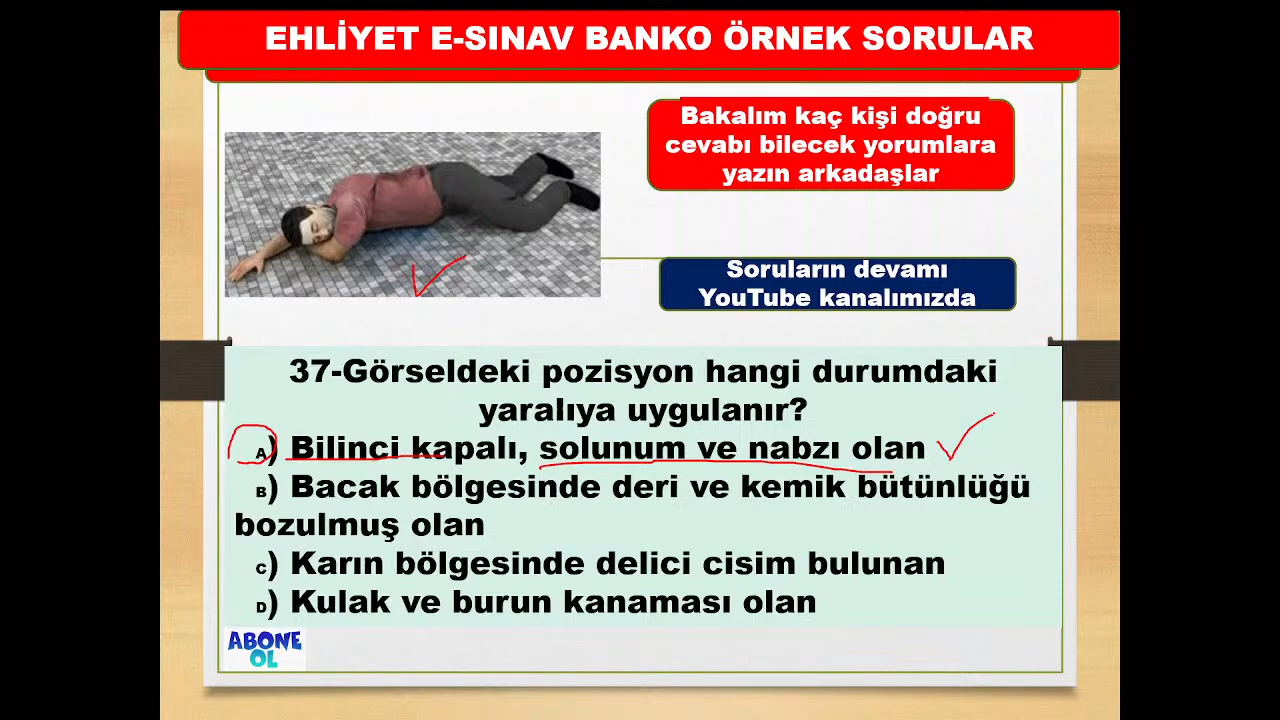 EHLİYET E-SINAV BANKO ÖRNEK SORULAR
Bakalım kaç kişi doğru
cevabı bilecek yorumlara
yazın arkadaşlar
Soruların devamı
YouTube kanalımızda
37-Görseldeki pozisyon hangi durumdaki
yaralıya uygulanır?
A) Bilinci kapalı, solunum ve nabzı olan
B) Bacak bölgesinde deri ve kemik bütünlüğü
bozulmuş olan
C) Karın bölgesinde delici cisim bulunan
D) Kulak ve burun kanaması olan
ABONE
OL